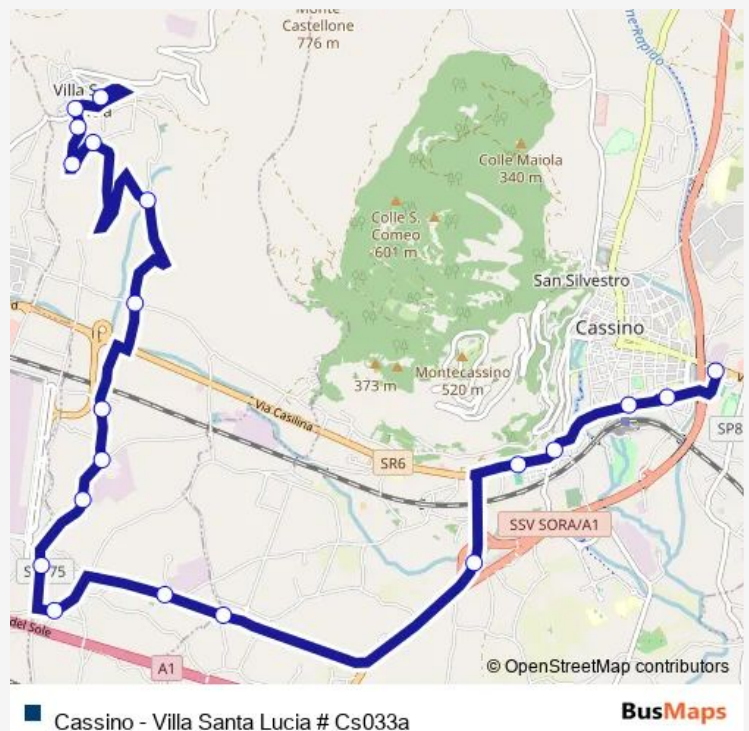 Monte
Castellone
776 m
Rapido
Villa S.
Colle Maiola
340 m
Colle S.
Comeo
601 m
San Silvestro
Cassino
Montecassino
520 m
373 m
Via Casilina
SR6
SP8
SSV SORA/A1
75
del Sole
A1
© OpenStreetMap contributors
Cassino - Villa Santa Lucia # Cs033a
BusMaps